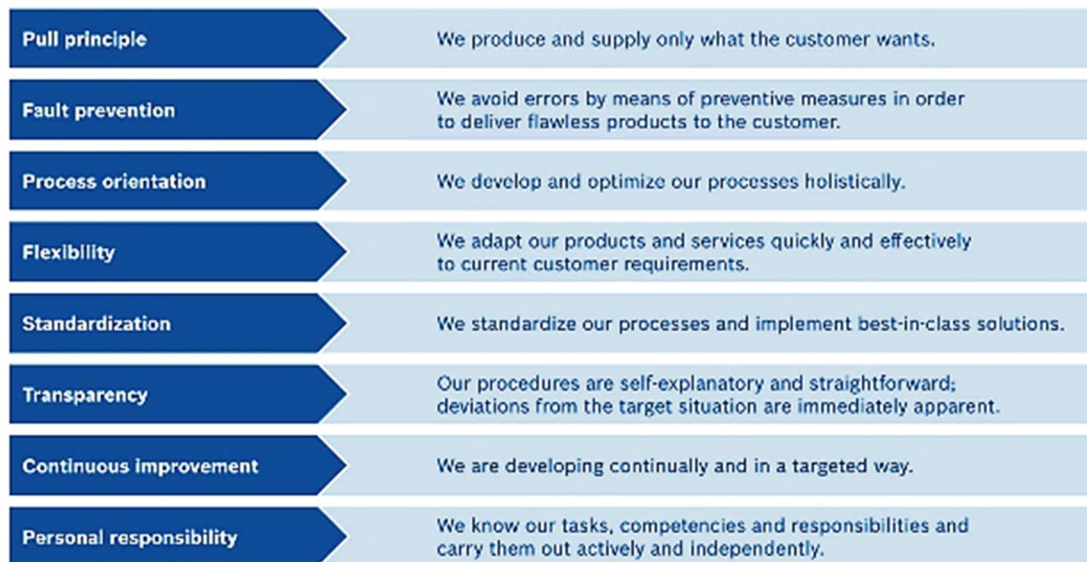 Pull principle
We produce and supply only what the customer wants.
Fault prevention
We avoid errors by means of preventive measures in order
to deliver flawless products to the customer.
Process orientation
We develop and optimize our processes holistically.
Flexibility
We adapt our products and services quickly and effectively
to current customer requirements.
Standardization
We standardize our processes and implement best-in-class solutions.
Transparency
Our procedures are self-explanatory and straightforward;
deviations from the target situation are immediately apparent.
Continuous improvement
We are developing continually and in a targeted way.
Personal responsibility
We know our tasks, competencies and responsibilities and
carry them out actively and independently.